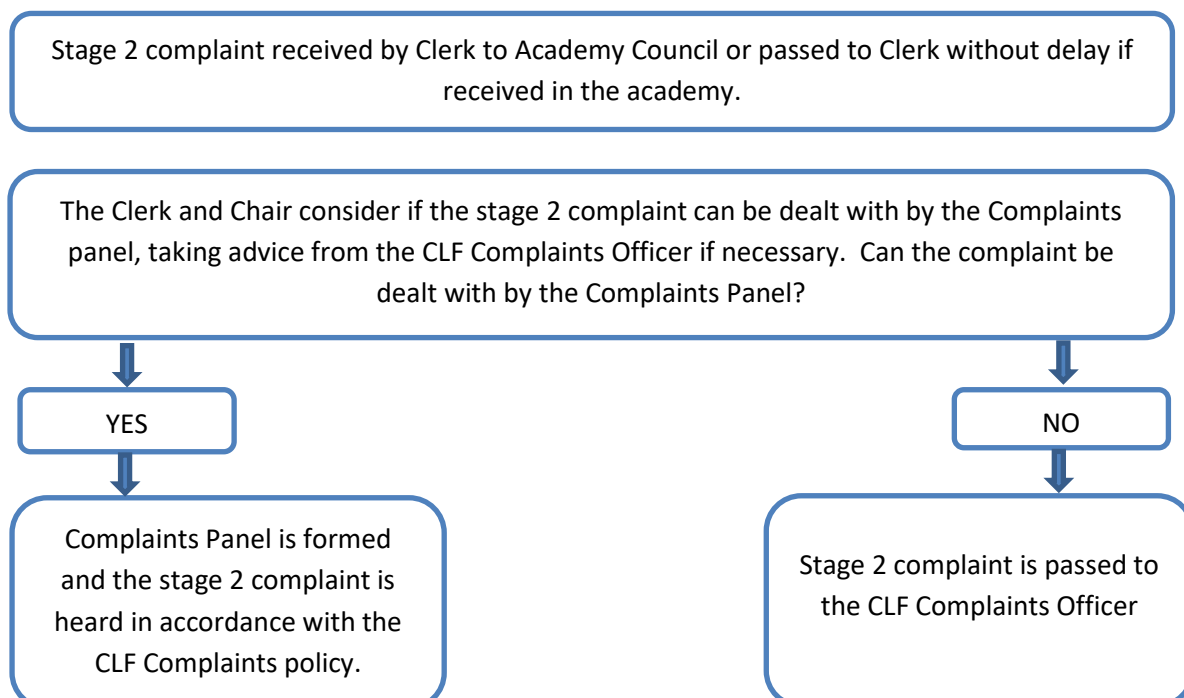 Stage 2 complaint received by Clerk to Academy Council or passed to Clerk without delay if
received in the academy.
The Clerk and Chair consider if the stage 2 complaint can be dealt with by the Complaints
panel, taking advice from the CLF Complaints Officer if necessary.  Can the complaint be
dealt with by the Complaints Panel?
YES
NO
Complaints Panel is formed
and the stage 2 complaint is
heard in accordance with the
CLF Complaints policy.
Stage 2 complaint is passed to
the CLF Complaints Officer